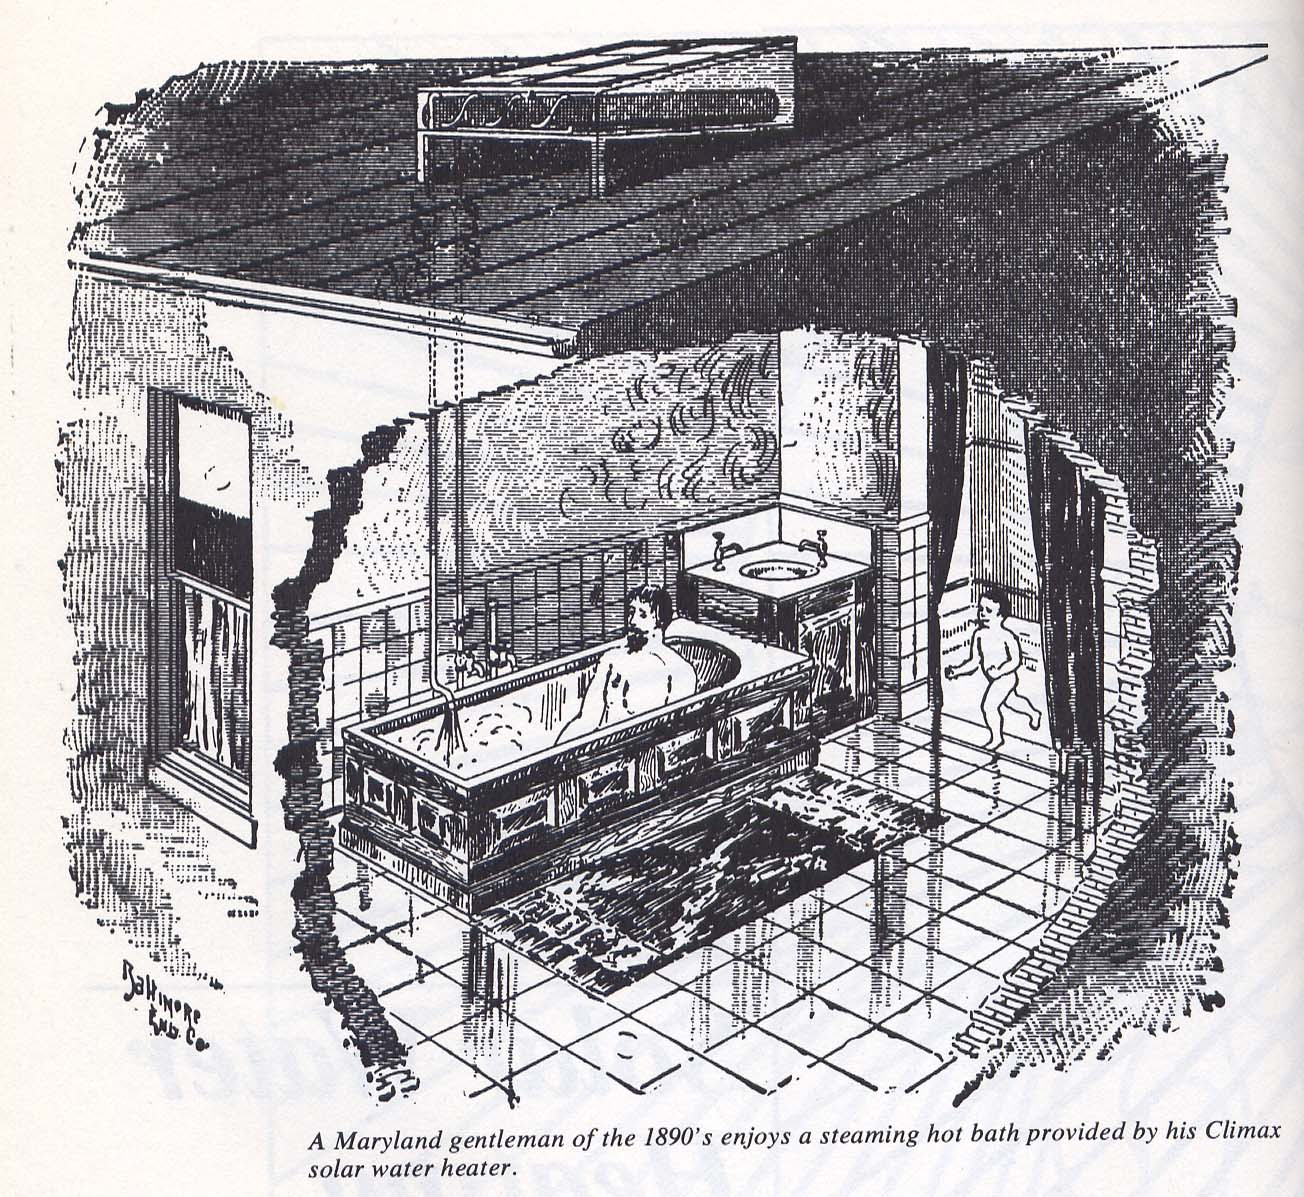 Baltimore
Eng. Co
A Maryland gentleman of the 1890's enjoys a steaming hot bath provided by his Climax
solar water heater.